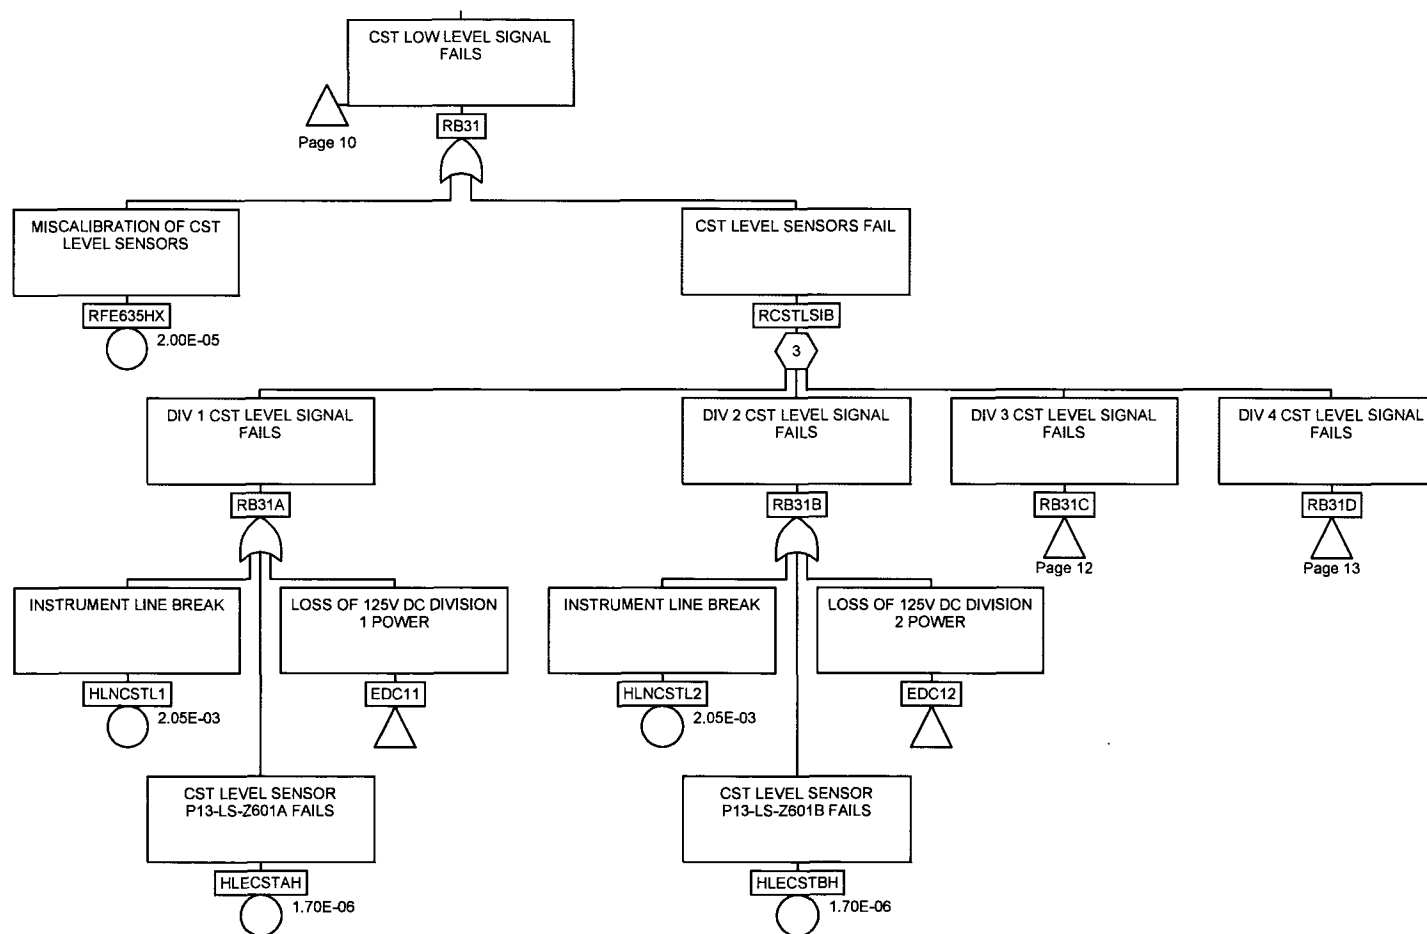 CST LOW LEVEL SIGNAL
FAILS
Page 10
RB31
MISCALIBRATION OF CST
LEVEL SENSORS
RFE635HX
2.00E-05
CST LEVEL SENSORS FAIL
RCSTLSIB
3
DIV 1 CST LEVEL SIGNAL
FAILS
RB31A
DIV 2 CST LEVEL SIGNAL
FAILS
RB31B
DIV 3 CST LEVEL SIGNAL
FAILS
RB31C
Page 12
DIV 4 CST LEVEL SIGNAL
FAILS
RB31D
Page 13
INSTRUMENT LINE BREAK
HLNCSTL1
2.05E-03
LOSS OF 125V DC DIVISION
1 POWER
EDC11
INSTRUMENT LINE BREAK
HLNCSTL2
2.05E-03
LOSS OF 125V DC DIVISION
2 POWER
EDC12
CST LEVEL SENSOR
P13-LS-Z601A FAILS
HLECSTAH
1.70E-06
CST LEVEL SENSOR
P13-LS-Z601B FAILS
HLECSTBH
1.70E-06